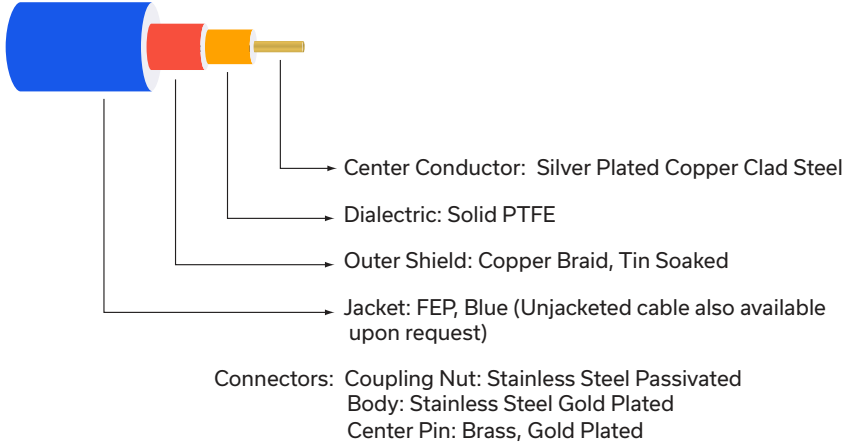 Center Conductor: Silver Plated Copper Clad Steel
Dialectric: Solid PTFE
Outer Shield: Copper Braid, Tin Soaked
Jacket: FEP, Blue (Unjacketed cable also available
upon request)
Connectors: Coupling Nut: Stainless Steel Passivated
Body: Stainless Steel Gold Plated
Center Pin: Brass, Gold Plated